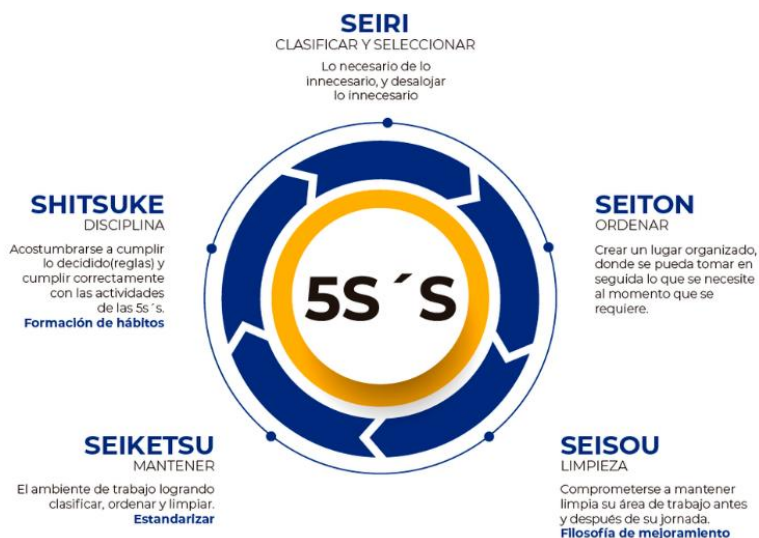 SEIRI
CLASIFICAR Y SELECCIONAR
Lo necesario de lo
innecesario, y desalojar
lo innecesario
SHITSUKE
DISCIPLINA
Acostumbrarse a cumplir
lo decidido(reglas) y
cumplir correctamente
con las actividades
de las 5s´s.
Formación de hábitos
5S´S
SEITON
ORDENAR
Crear un lugar organizado,
donde se pueda tomar en
seguida lo que se necesite
al momento que se
requiere.
SEIKETSU
MANTENER
El ambiente de trabajo logrando
clasificar, ordenar y limpiar.
Estandarizar
SEISOU
LIMPIEZA
Comprometerse a mantener
limpia su área de trabajo antes
y después de su jornada.
Filosofía de mejoramiento